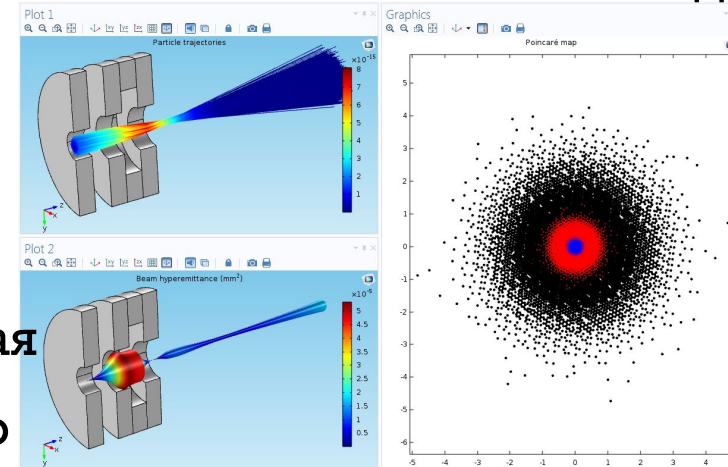 Plot 1
Particle trajectories
×10⁻¹⁵
8
7
6
5
4
3
2
1
z
x
y
Plot 2
Beam hyperemittance (mm²)
×10⁻⁵
5
4.5
4
3.5
3
2.5
2
1.5
1
0.5
z
x
y
ая
о
Graphics
Poincaré map
5
4
3
2
1
0
-1
-2
-3
-4
-5
-6
-5 -4 -3 -2 -1 0 1 2 3 4